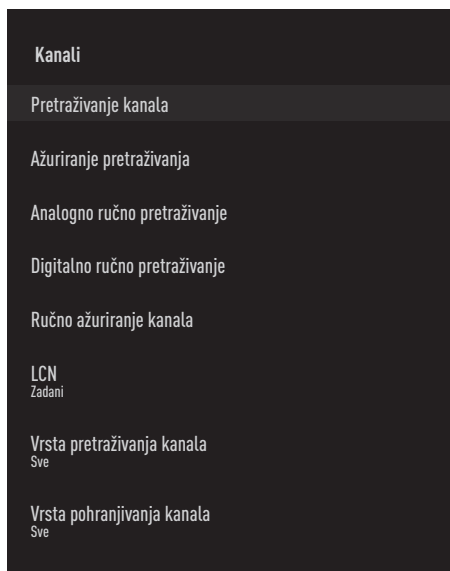 Kanali
Pretraživanje kanala
Ažuriranje pretraživanja
Analogno ručno pretraživanje
Digitalno ručno pretraživanje
Ručno ažuriranje kanala
LCN
Zadani
Vrsta pretraživanja kanala
Sve
Vrsta pohranjivanja kanala
Sve